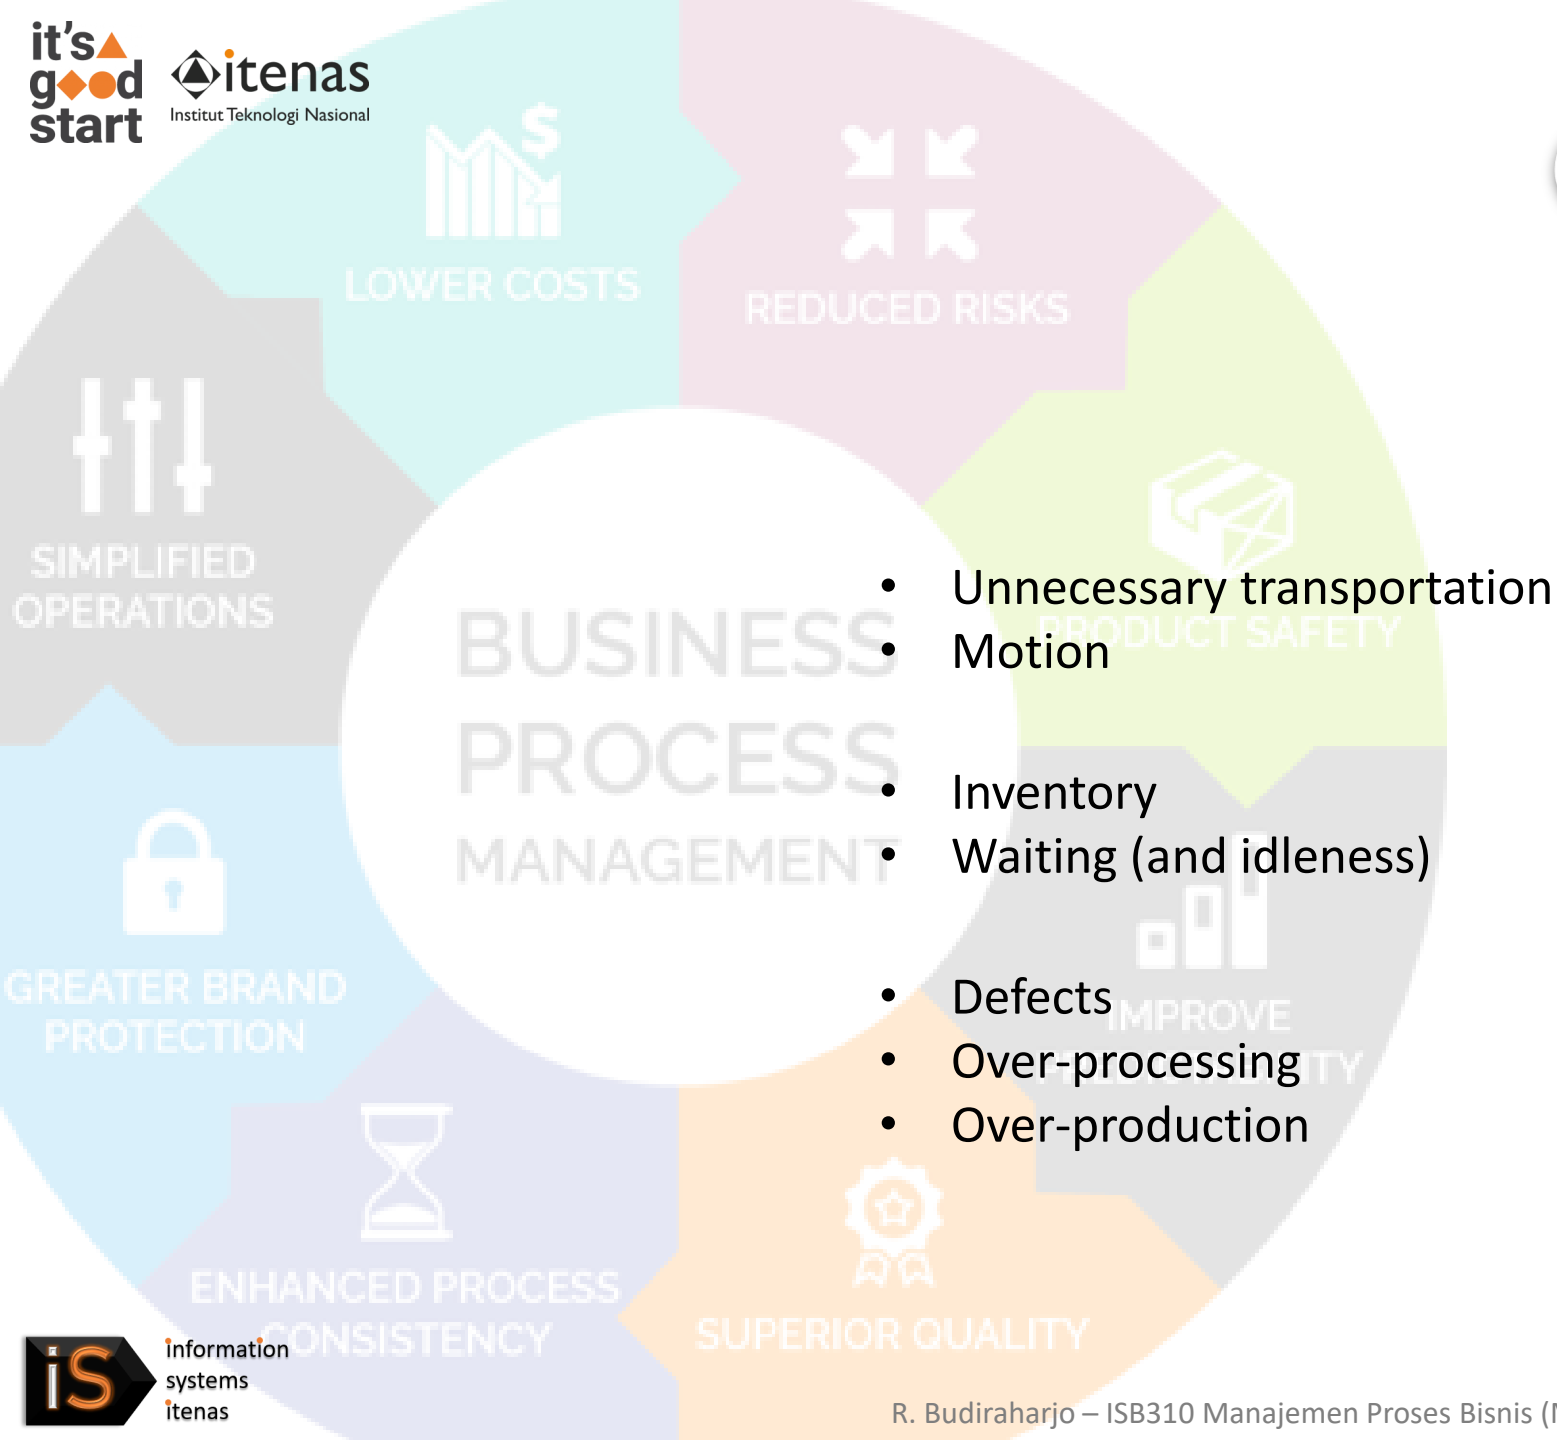 it's
good
start
itenas
Institut Teknologi Nasional
LOWER COSTS
REDUCED RISKS
SIMPLIFIED
OPERATIONS
PRODUCT SAFETY
BUSINESS
PROCESS
MANAGEMENT
• Unnecessary transportation
• Motion
• Inventory
• Waiting (and idleness)
• Defects
• Over-processing
• Over-production
GREATER BRAND
PROTECTION
IMPROVE
ENHANCED PROCESS
CONSISTENCY
SUPERIOR QUALITY
iS
information
systems
itenas
R. Budiraharjo – ISB310 Manajemen Proses Bisnis (